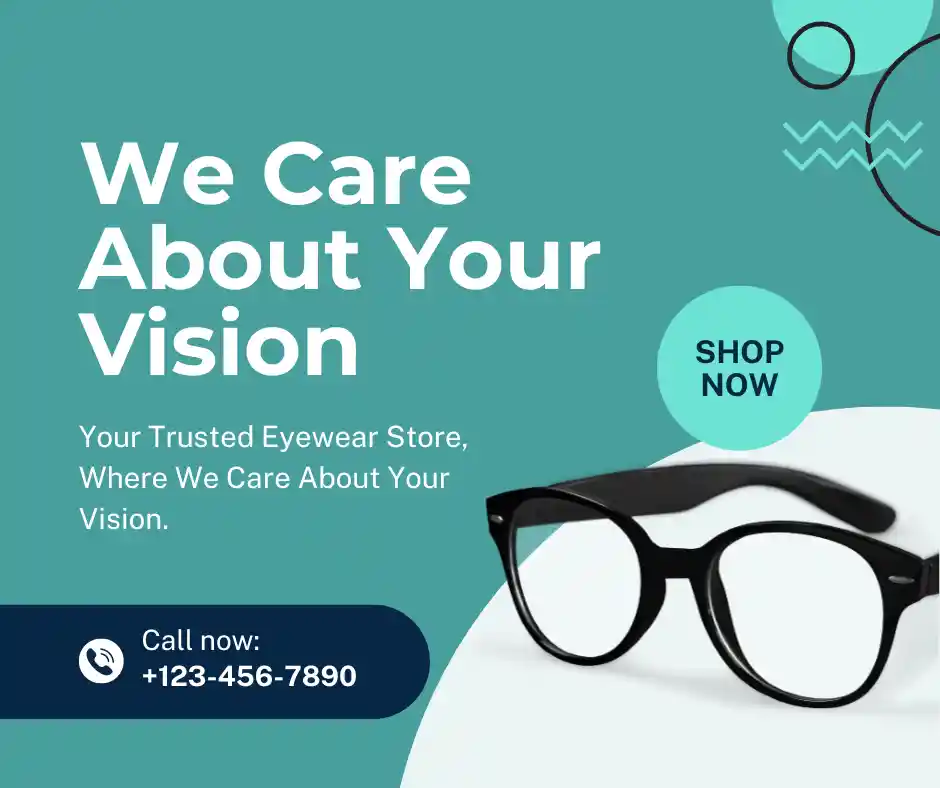 We Care
About Your
Vision
Your Trusted Eyewear Store,
Where We Care About Your
Vision.
SHOP
NOW
Call now:
+123-456-7890